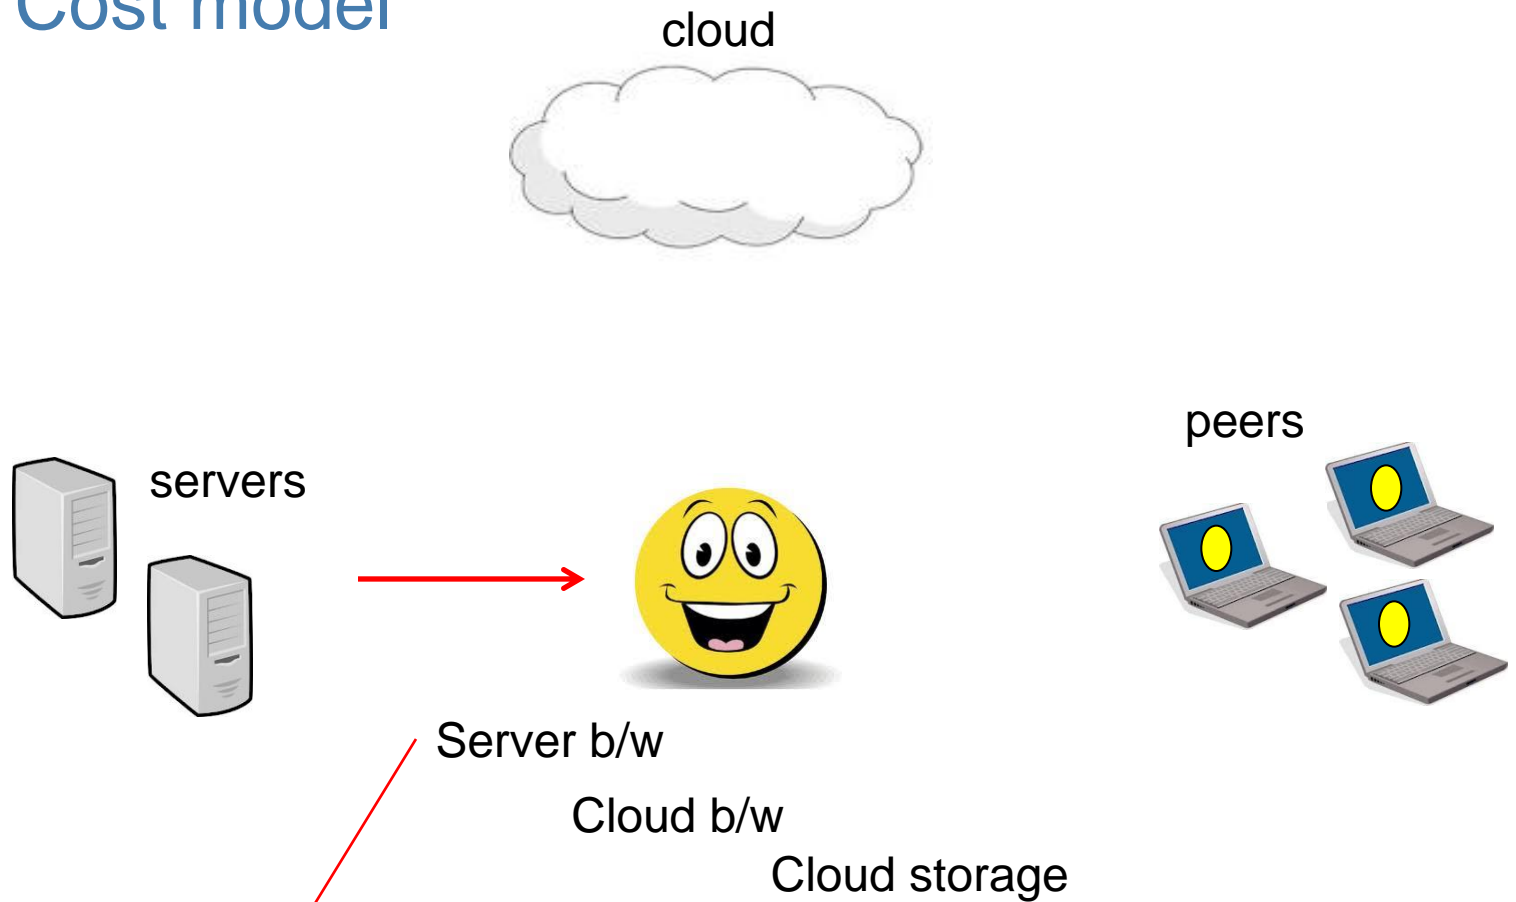 Cost model
cloud
peers
servers
Server b/w
Cloud b/w
Cloud storage